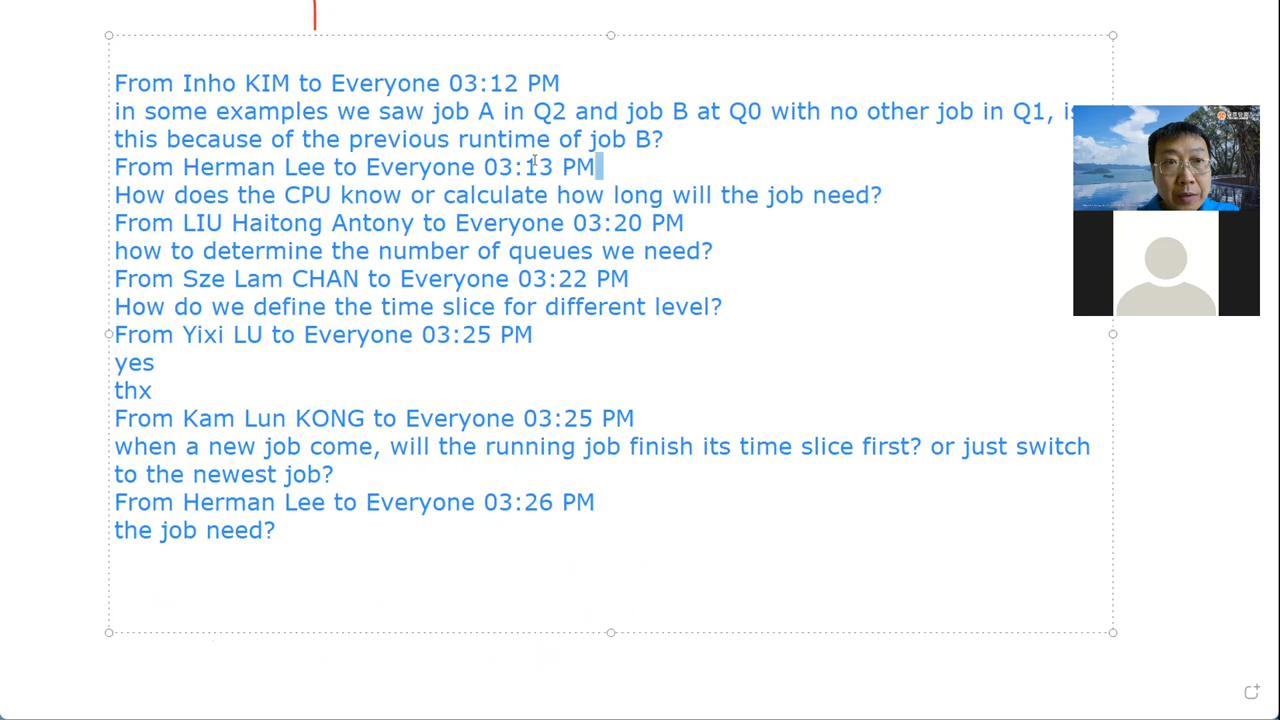 From Inho KIM to Everyone 03:12 PM
in some examples we saw job A in Q2 and job B at Q0 with no other job in Q1, is
this because of the previous runtime of job B?
From Herman Lee to Everyone 03:13 PM
How does the CPU know or calculate how long will the job need?
From LIU Haitong Antony to Everyone 03:20 PM
how to determine the number of queues we need?
From Sze Lam CHAN to Everyone 03:22 PM
How do we define the time slice for different level?
From Yixi LU to Everyone 03:25 PM
yes
thx
From Kam Lun KONG to Everyone 03:25 PM
when a new job come, will the running job finish its time slice first? or just switch
to the newest job?
From Herman Lee to Everyone 03:26 PM
the job need?